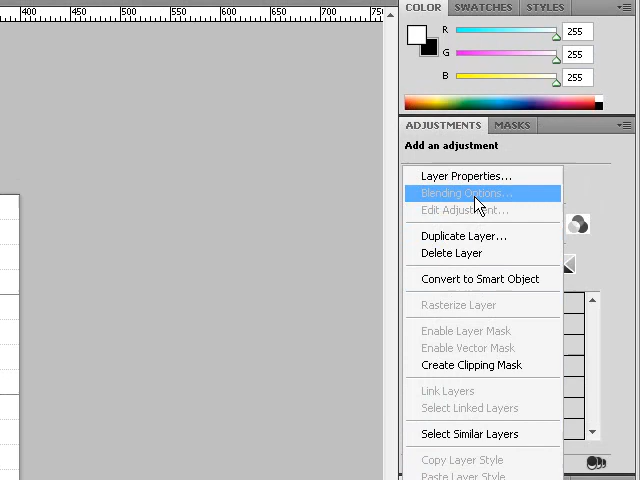 400 450 500 550 600 650 700 75
COLOR SWATCHES STYLES
R 255
G 255
B 255
ADJUSTMENTS MASKS
Add an adjustment
Layer Properties...
Blending Options...
Edit Adjustment...
Duplicate Layer...
Delete Layer
Convert to Smart Object
Rasterize Layer
Enable Layer Mask
Enable Vector Mask
Create Clipping Mask
Link Layers
Select Linked Layers
Select Similar Layers
Copy Layer Style
Paste Layer Style